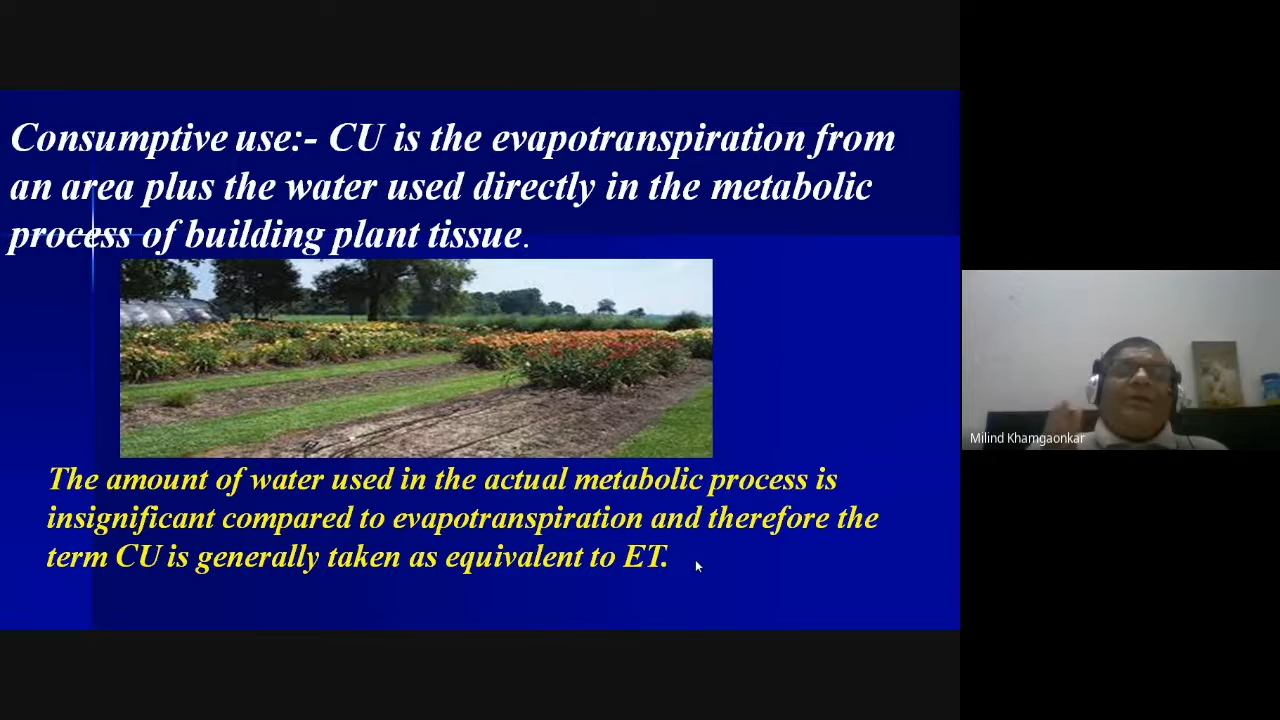 Consumptive use:- CU is the evapotranspiration from
an area plus the water used directly in the metabolic
process of building plant tissue.
The amount of water used in the actual metabolic process is
insignificant compared to evapotranspiration and therefore the
term CU is generally taken as equivalent to ET.
Milind Khamgaonkar